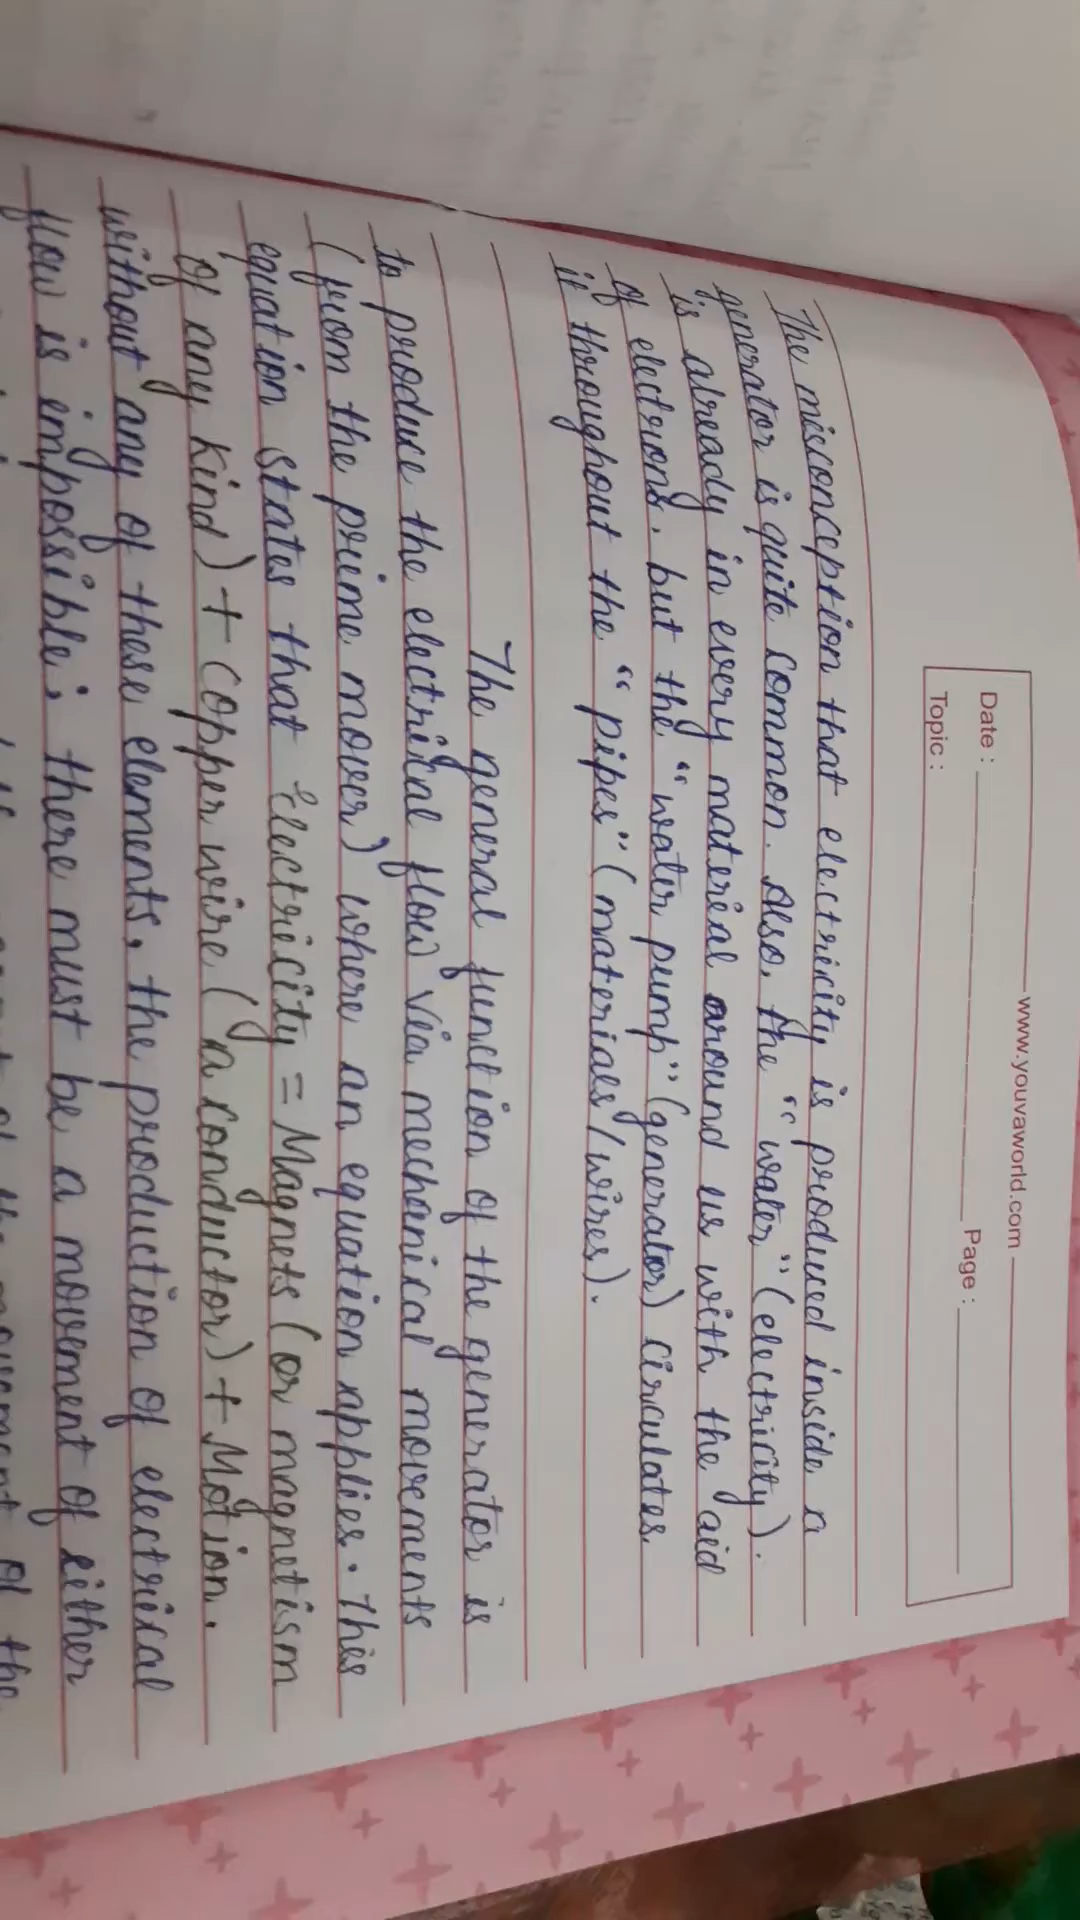 www.youvaworld.com
Date : Page :
Topic :
The misconception that electricity is produced inside a
generator is quite common. Also, the "water" (electricity)
is already in every material around us with the aid
of electrons, but the "water pump" (generator) circulates
it throughout the "pipes" (materials/wires).
The general function of the generator is
to produce the electrical flow via mechanical movements
(from the prime mover) where an equation applies. This
equation states that Electricity = Magnets (or magnetism
of any kind) + Copper wire (a conductor) + Motion.
without any of these elements, the production of electrical
flow is impossible; there must be a movement of either
movement of the